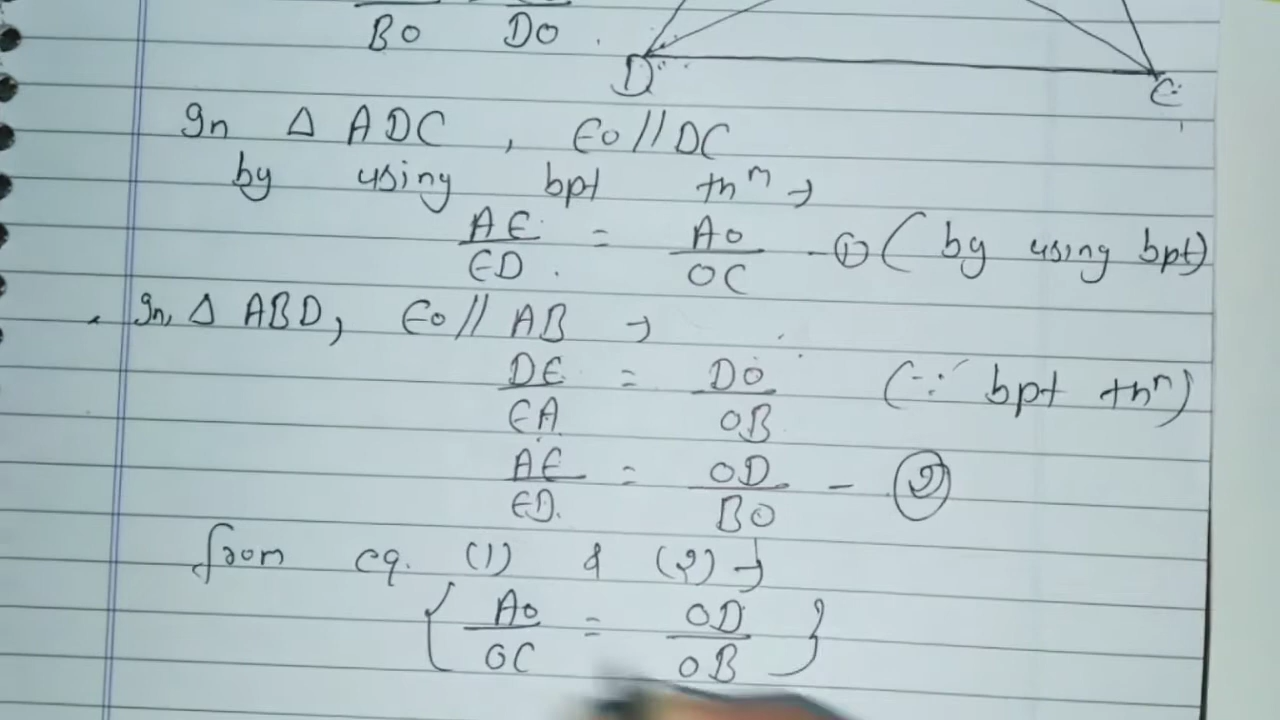 BO DO .
D C
In △ ADC , EO // DC
by using bpt thm →
AE/ED . = AO/OC - ① ( by using bpt)
. In, △ ABD, EO // AB →
DE/EA = DO/OB (∵ bpt thn)
AE/ED. = OD/BO - ②
from eq. (1) & (2) →
{ AO/OC = OD/OB }